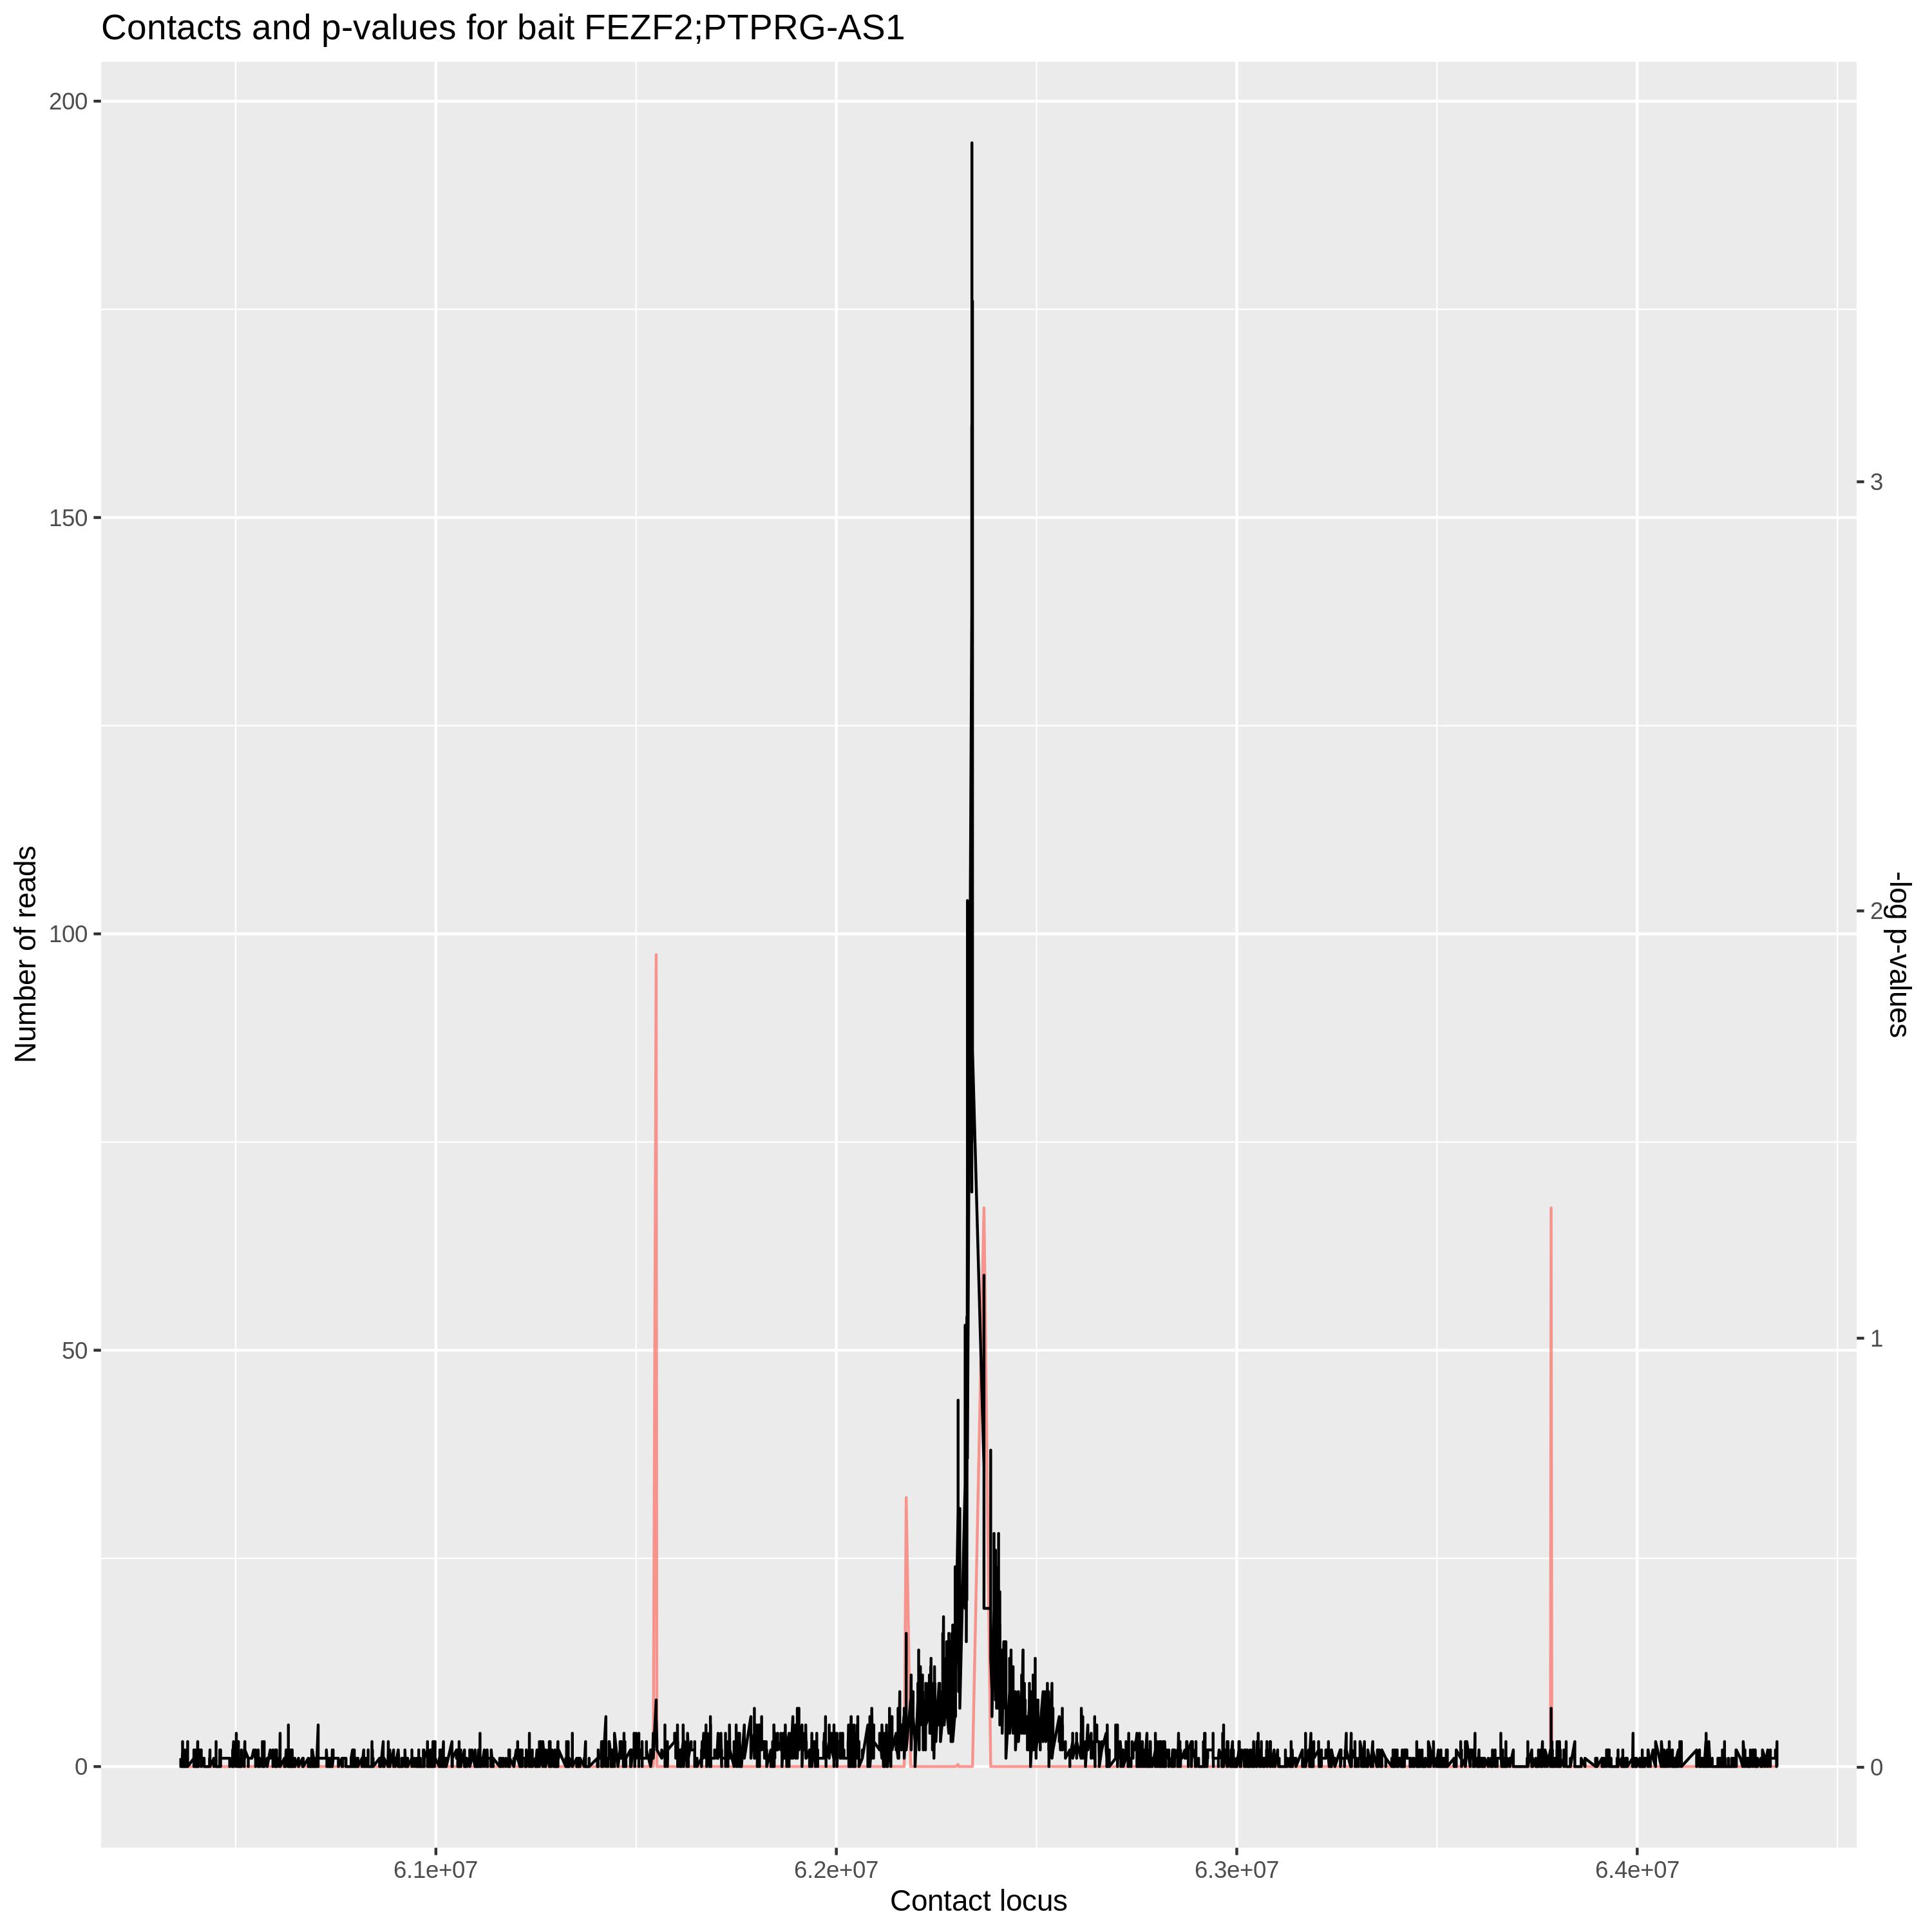 Contacts and p-values for bait FEZF2;PTPRG-AS1
200
150
100
50
0
Number of reads
3
2
1
0
-log p-values
6.1e+07
6.2e+07
6.3e+07
6.4e+07
Contact locus